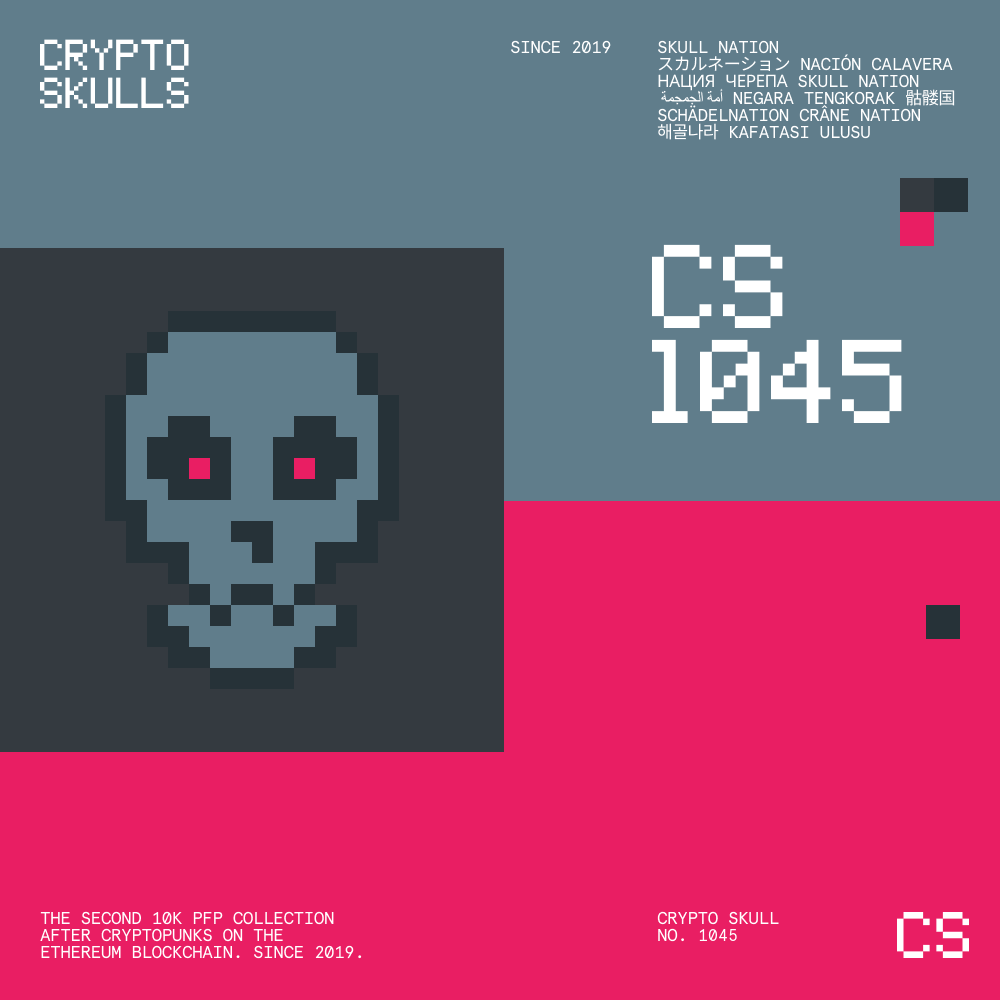 CRYPTO
SKULLS
SINCE 2019
SKULL NATION
スカルネーション NACIÓN CALAVERA
НАЦИЯ ЧЕРЕПА SKULL NATION
أمة الجمجمة NEGARA TENGKORAK 骷髅国
SCHÄDELNATION CRÂNE NATION
해골나라 KAFATASI ULUSU
CS
1045
THE SECOND 10K PFP COLLECTION
AFTER CRYPTOPUNKS ON THE
ETHEREUM BLOCKCHAIN. SINCE 2019.
CRYPTO SKULL
NO. 1045
CS